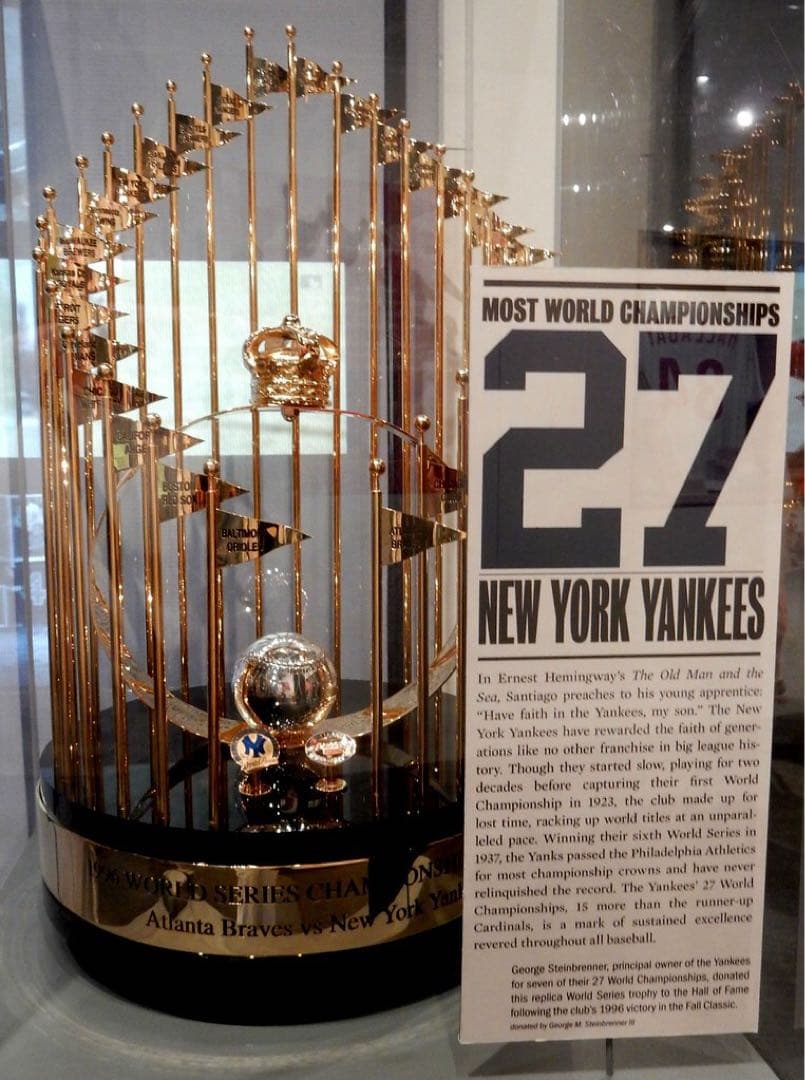 MILWAUKEE
BREWERS
BOSTON
RED SOX
BALTIMORE
ORIOLE
1996 WORLD SERIES CHAMPIONSH
Atlanta Braves vs New York Yank
MOST WORLD CHAMPIONSHIPS
27
NEW YORK YANKEES
In Ernest Hemingway's The Old Man and the
Sea, Santiago preaches to his young apprentice:
"Have faith in the Yankees, my son." The New
York Yankees have rewarded the faith of gener-
ations like no other franchise in big league his-
tory. Though they started slow, playing for two
decades before capturing their first World
Championship in 1923, the club made up for
lost time, racking up world titles at an unparal-
leled pace. Winning their sixth World Series in
1937, the Yanks passed the Philadelphia Athletics
for most championship crowns and have never
relinquished the record. The Yankees' 27 World
Championships, 15 more than the runner-up
Cardinals, is a mark of sustained excellence
revered throughout all baseball.
George Steinbrenner, principal owner of the Yankees
for seven of their 27 World Championships, donated
this replica World Series trophy to the Hall of Fame
following the club's 1996 victory in the Fall Classic.
donated by George M. Steinbrenner III